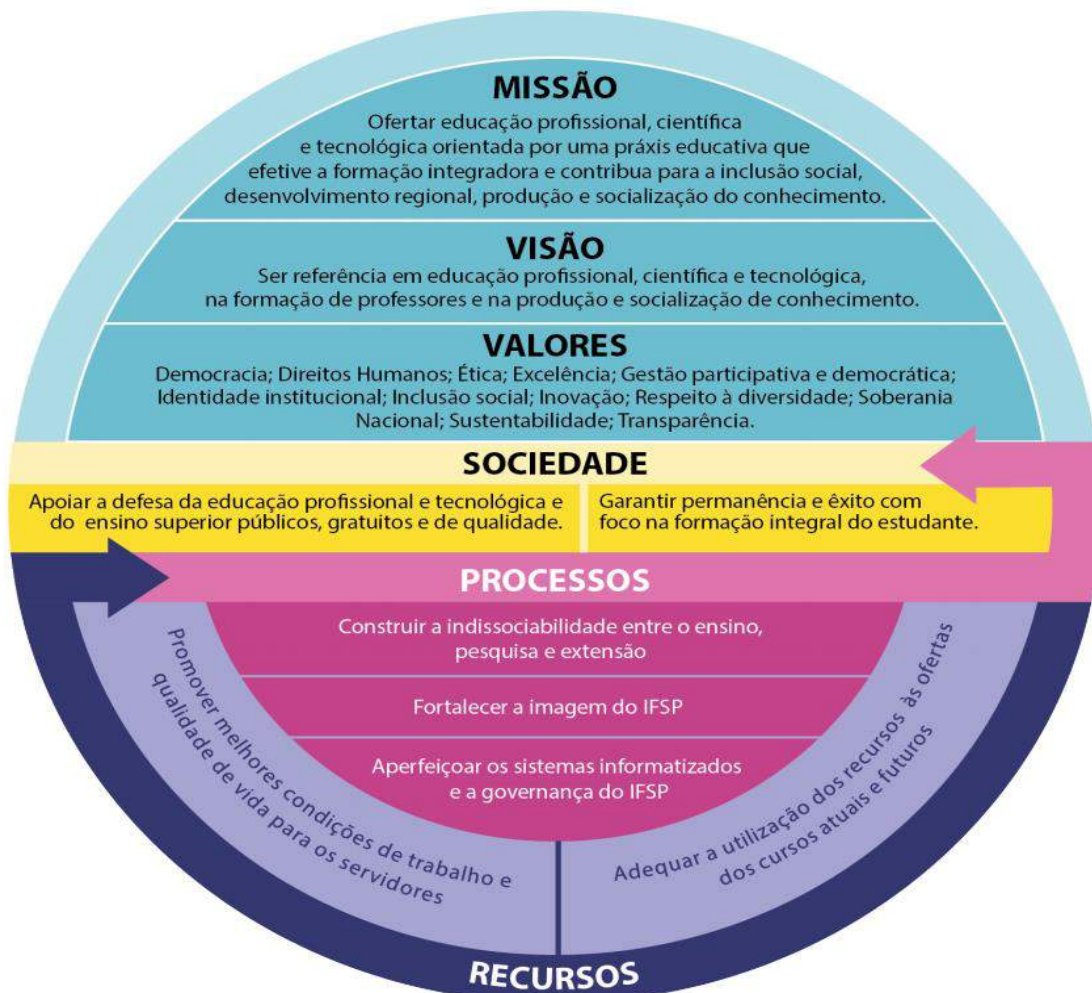 MISSÃO
Ofertar educação profissional, científica
e tecnológica orientada por uma práxis educativa que
efetive a formação integradora e contribua para a inclusão social,
desenvolvimento regional, produção e socialização do conhecimento.
VISÃO
Ser referência em educação profissional, científica e tecnológica,
na formação de professores e na produção e socialização de conhecimento.
VALORES
Democracia; Direitos Humanos; Ética; Excelência; Gestão participativa e democrática;
Identidade institucional; Inclusão social; Inovação; Respeito à diversidade; Soberania
Nacional; Sustentabilidade; Transparência.
SOCIEDADE
Apoiar a defesa da educação profissional e tecnológica e
do ensino superior públicos, gratuitos e de qualidade.
Garantir permanência e êxito com
foco na formação integral do estudante.
PROCESSOS
Construir a indissociabilidade entre o ensino,
pesquisa e extensão
Fortalecer a imagem do IFSP
Aperfeiçoar os sistemas informatizados
e a governança do IFSP
Promover melhores condições de trabalho e
qualidade de vida para os servidores
Adequar a utilização dos recursos às ofertas
dos cursos atuais e futuros
RECURSOS